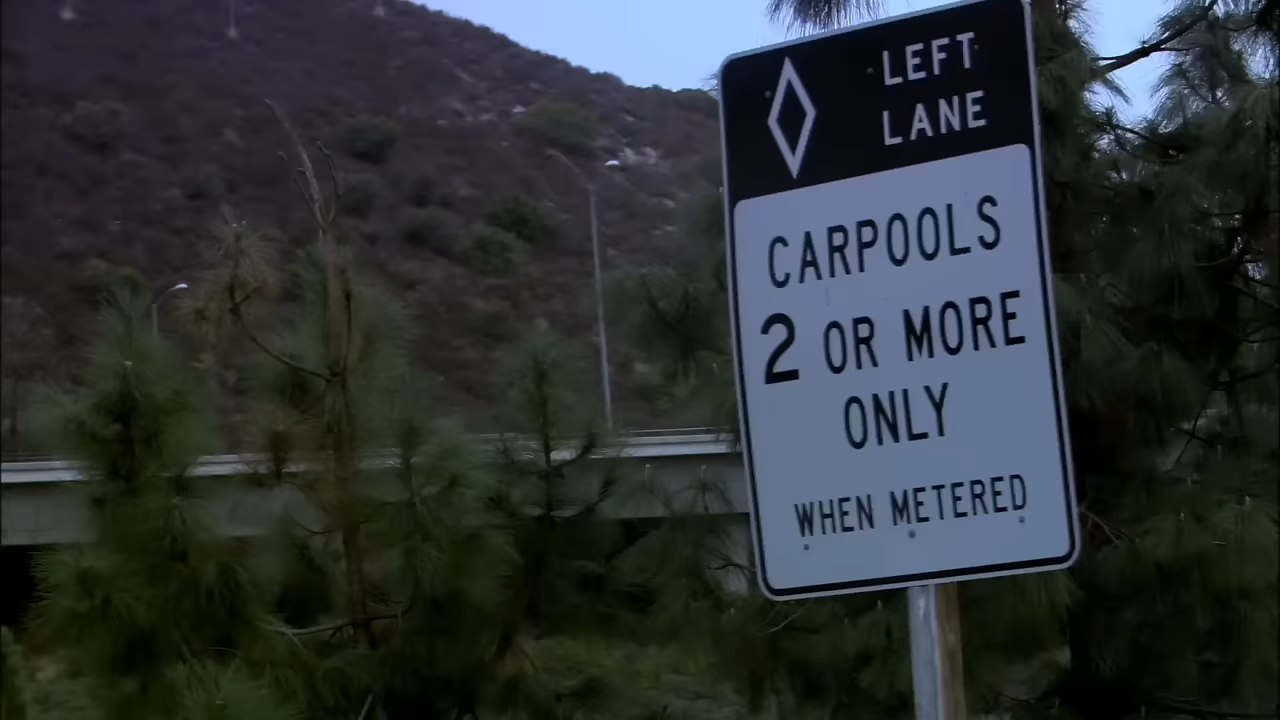 LEFT
LANE
CARPOOLS
2 OR MORE
ONLY
WHEN METERED